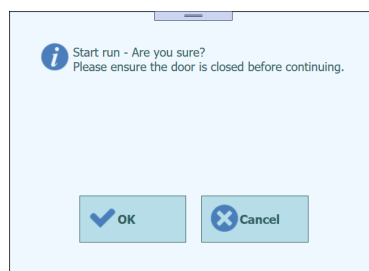 Start run - Are you sure?
Please ensure the door is closed before continuing.
OK
Cancel